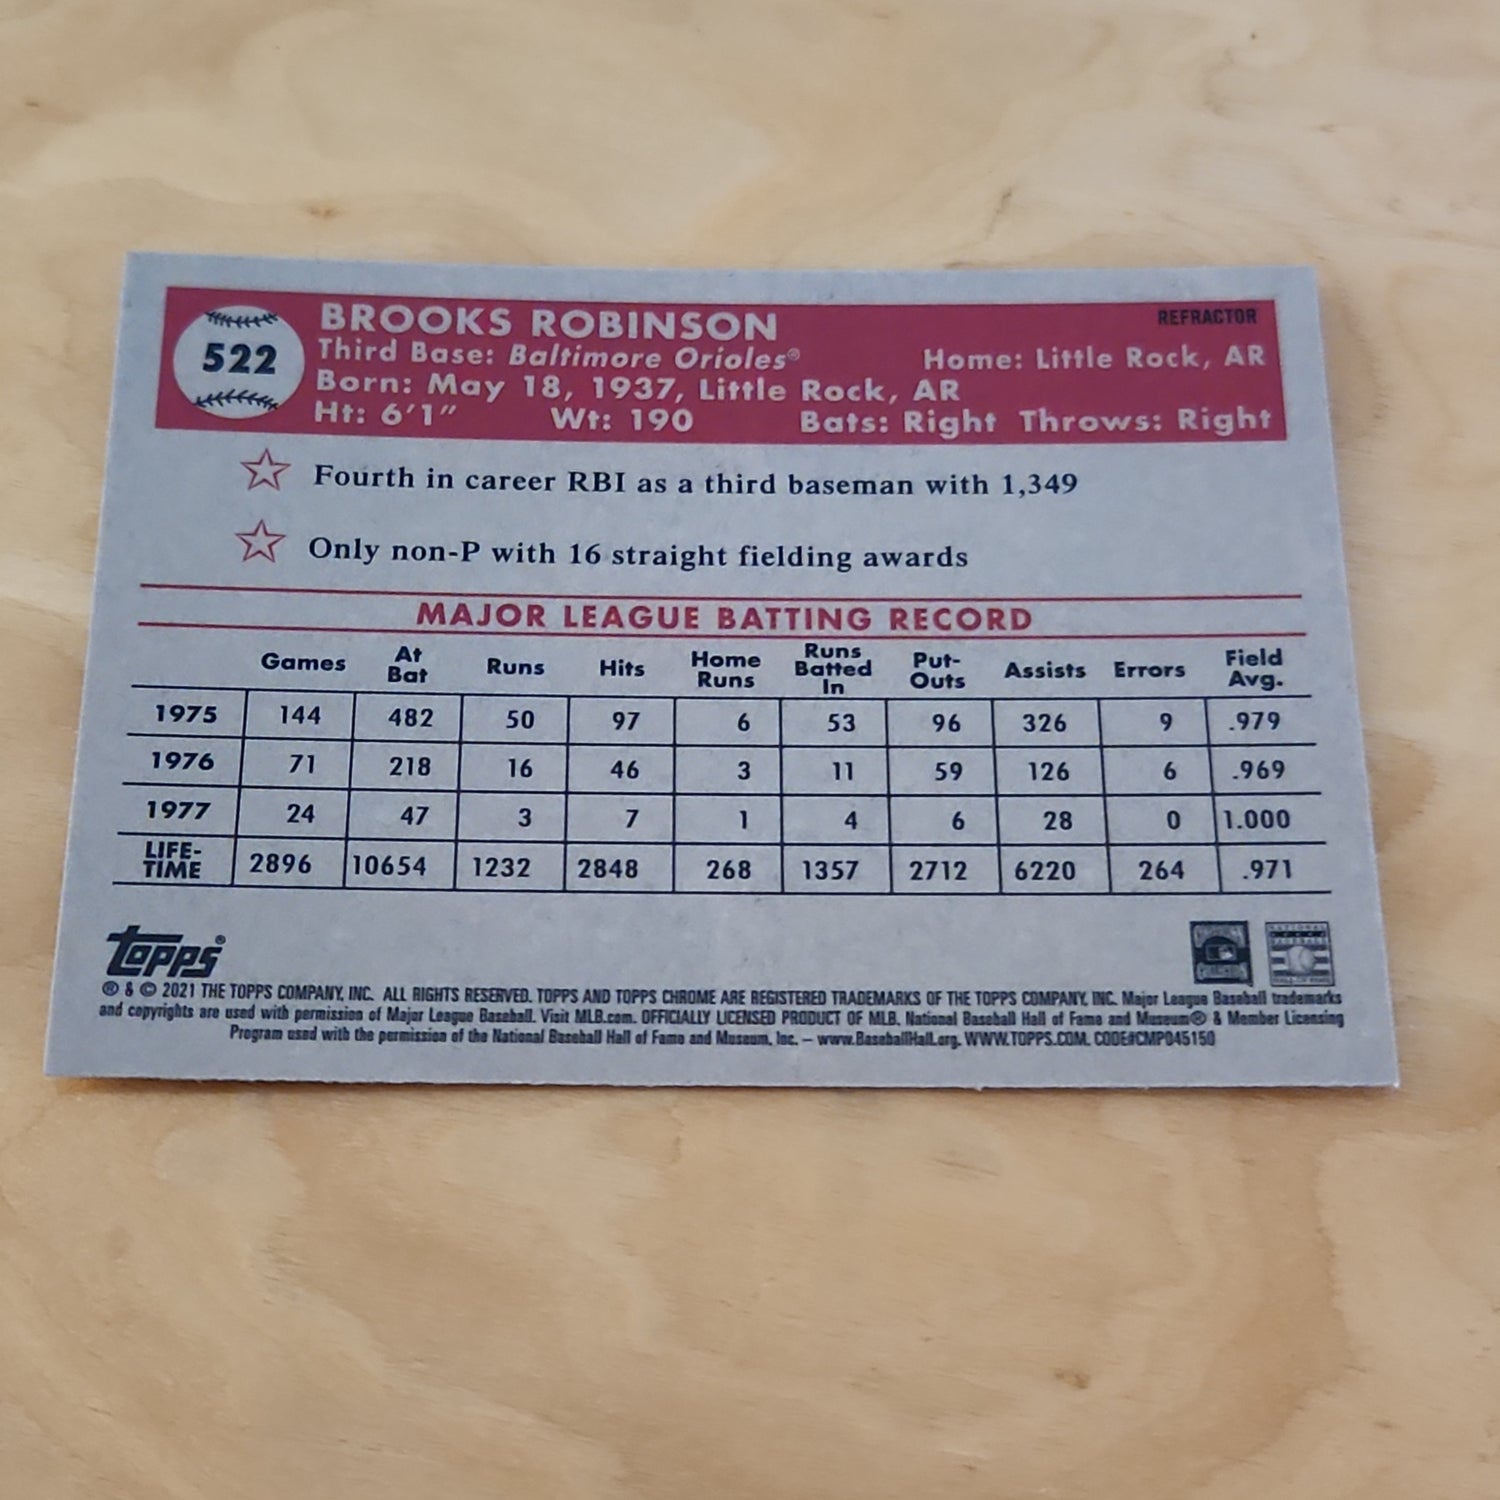 522
BROOKS ROBINSON
REFRACTOR
Third Base: Baltimore Orioles® Home: Little Rock, AR
Born: May 18, 1937, Little Rock, AR
Ht: 6'1" Wt: 190 Bats: Right Throws: Right
Fourth in career RBI as a third baseman with 1,349
Only non-P with 16 straight fielding awards
MAJOR LEAGUE BATTING RECORD
Games At Bat Runs Hits Home Runs Runs Batted In Put-Outs Assists Errors Field Avg.
1975 144 482 50 97 6 53 96 326 9 .979
1976 71 218 16 46 3 11 59 126 6 .969
1977 24 47 3 7 1 4 6 28 0 1.000
LIFE-TIME 2896 10654 1232 2848 268 1357 2712 6220 264 .971
topps®
® & © 2021 THE TOPPS COMPANY, INC. ALL RIGHTS RESERVED. TOPPS AND TOPPS CHROME ARE REGISTERED TRADEMARKS OF THE TOPPS COMPANY, INC. Major League Baseball trademarks
and copyrights are used with permission of Major League Baseball. Visit MLB.com. OFFICIALLY LICENSED PRODUCT OF MLB. National Baseball Hall of Fame and Museum® & Member Licensing
Program used with the permission of the National Baseball Hall of Fame and Museum, Inc. – www.BaseballHall.org. WWW.TOPPS.COM. CODE#CMP045150